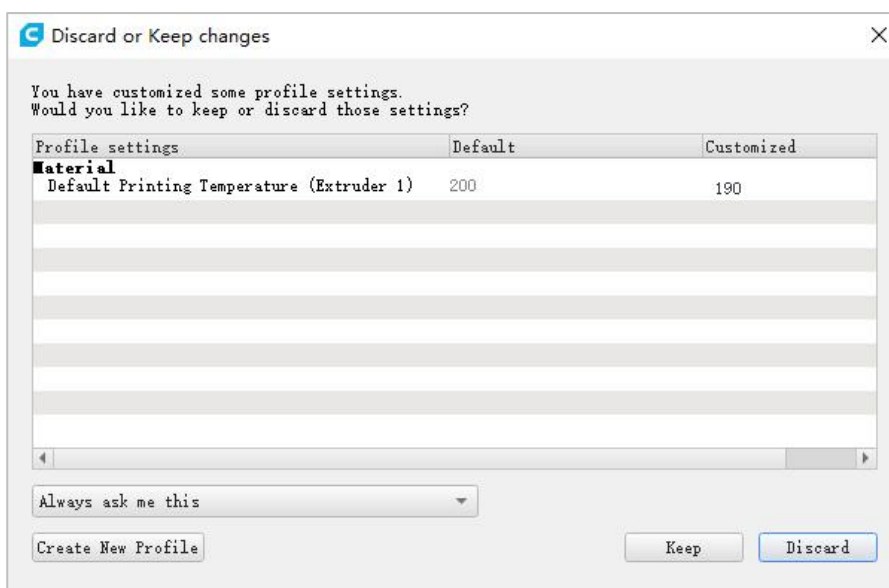 Discard or Keep changes
You have customized some profile settings.
Would you like to keep or discard those settings?
Profile settings Default Customized
Material
Default Printing Temperature (Extruder 1) 200 190
Always ask me this
Create New Profile Keep Discard